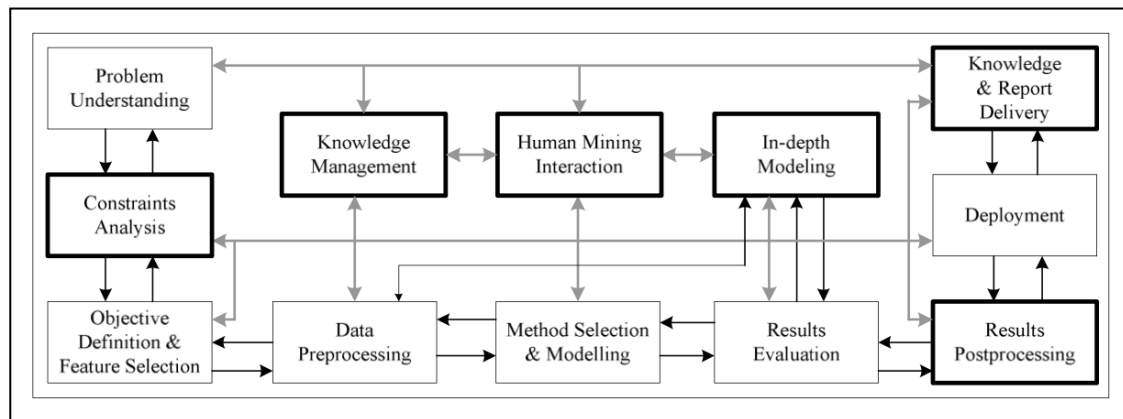 Problem
Understanding
Knowledge
& Report
Delivery
Knowledge
Management
Human Mining
Interaction
In-depth
Modeling
Constraints
Analysis
Deployment
Objective
Definition &
Feature Selection
Data
Preprocessing
Method Selection
& Modelling
Results
Evaluation
Results
Postprocessing